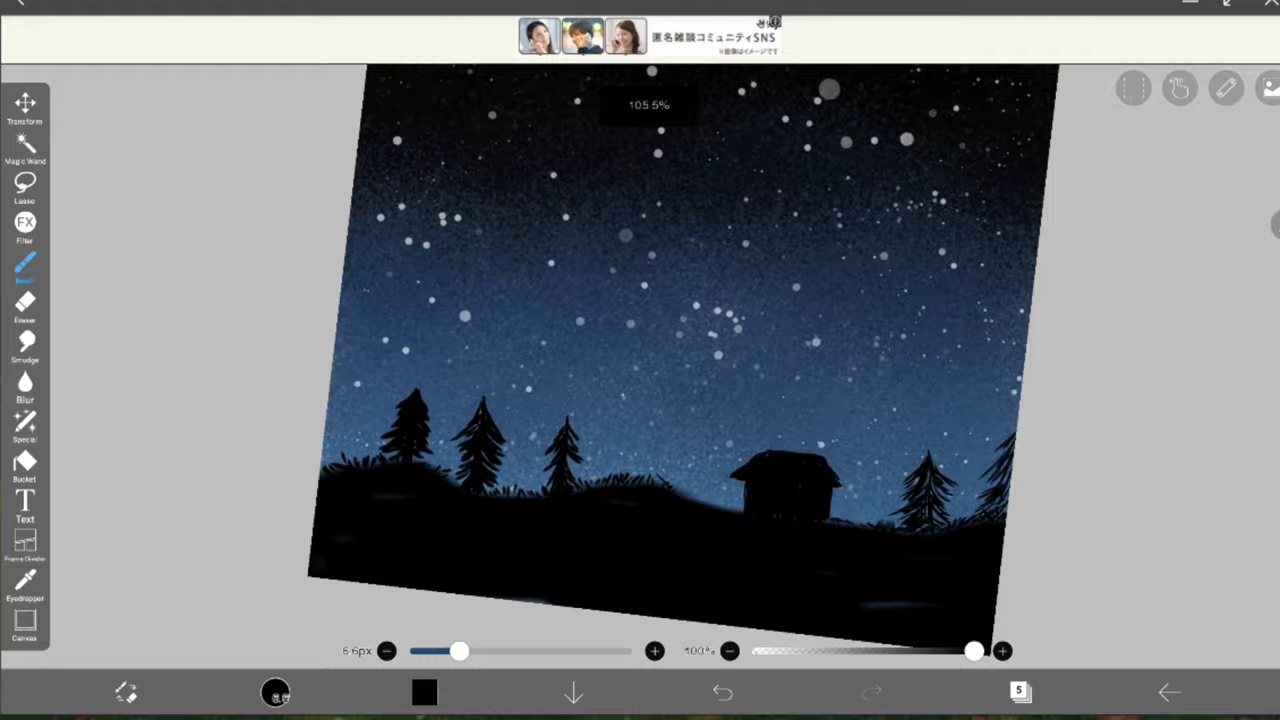 匿名雑談コミュニティSNS
※画像はイメージです
105.5%
Transform
Magic Wand
Lasso
FX
Filter
Brush
Eraser
Smudge
Blur
Special
Bucket
T
Text
Frame Divider
Eyedropper
Canvas
6.6px
100%
5